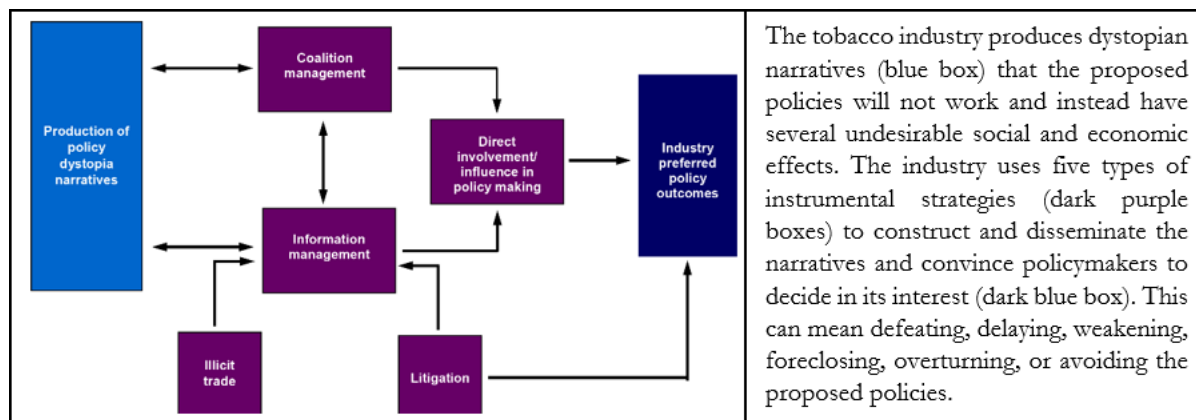 Coalition
management
Production of
policy
dystopia
narratives
Direct
involvement/
influence in
policy making
Industry
preferred
policy
outcomes
Information
management
Illicit
trade
Litigation
The tobacco industry produces dystopian
narratives (blue box) that the proposed
policies will not work and instead have
several undesirable social and economic
effects. The industry uses five types of
instrumental strategies (dark purple
boxes) to construct and disseminate the
narratives and convince policymakers to
decide in its interest (dark blue box). This
can mean defeating, delaying, weakening,
foreclosing, overturning, or avoiding the
proposed policies.